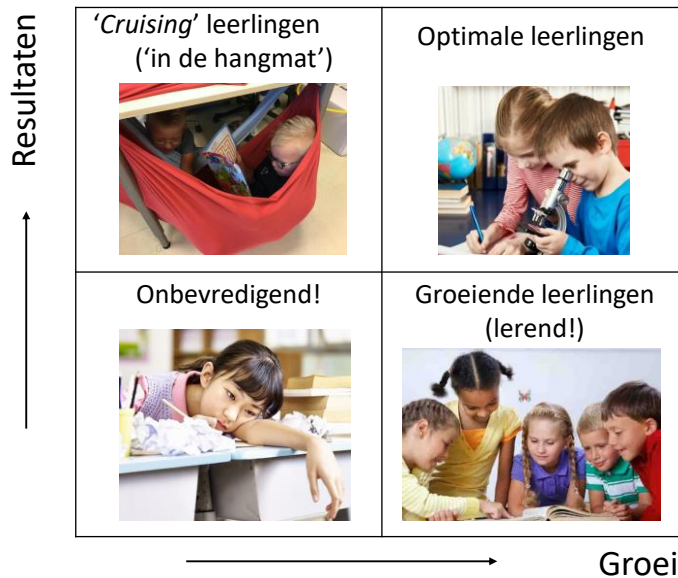 Resultaten
‘Cruising’ leerlingen
(‘in de hangmat’)
Optimale leerlingen
Onbevredigend!
Groeiende leerlingen
(lerend!)
Groei